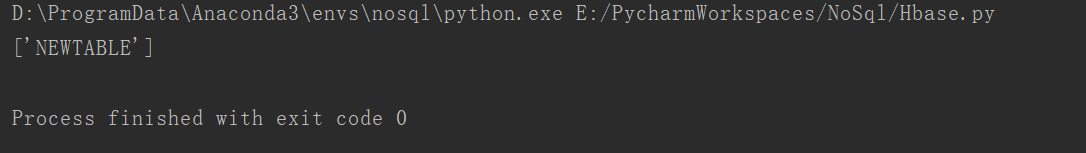 D:\ProgramData\Anaconda3\envs\nosql\python.exe E:/PycharmWorkspaces/NoSql/Hbase.py
['NEWTABLE']
Process finished with exit code 0